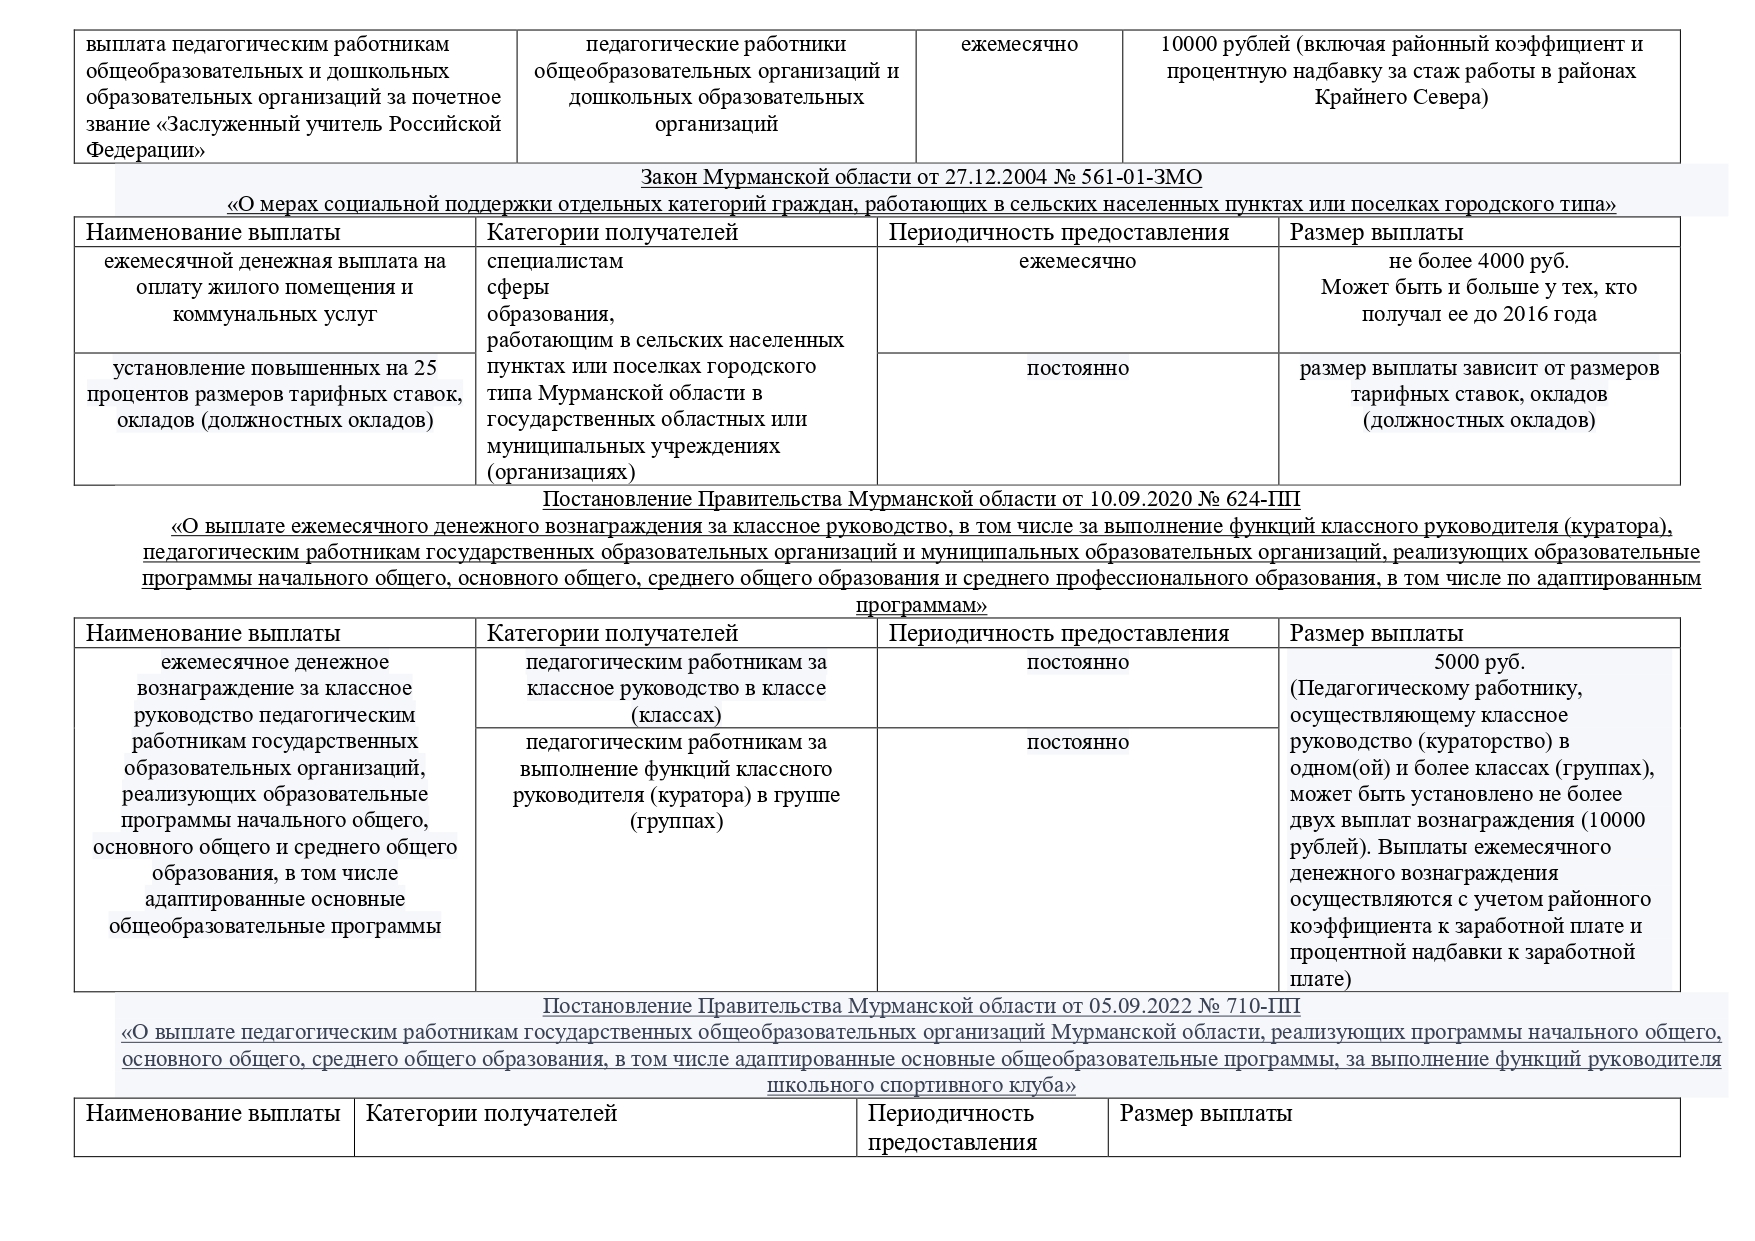 выплата педагогическим работникам
общеобразовательных и дошкольных
образовательных организаций за почетное
звание «Заслуженный учитель Российской
Федерации»
педагогические работники
общеобразовательных организаций и
дошкольных образовательных
организаций
ежемесячно
10000 рублей (включая районный коэффициент и
процентную надбавку за стаж работы в районах
Крайнего Севера)
Закон Мурманской области от 27.12.2004 № 561-01-ЗМО
«О мерах социальной поддержки отдельных категорий граждан, работающих в сельских населенных пунктах или поселках городского типа»
Наименование выплаты
Категории получателей
Периодичность предоставления
Размер выплаты
ежемесячной денежная выплата на
оплату жилого помещения и
коммунальных услуг
специалистам
сферы
образования,
работающим в сельских населенных
пунктах или поселках городского
типа Мурманской области в
государственных областных или
муниципальных учреждениях
(организациях)
ежемесячно
не более 4000 руб.
Может быть и больше у тех, кто
получал ее до 2016 года
установление повышенных на 25
процентов размеров тарифных ставок,
окладов (должностных окладов)
постоянно
размер выплаты зависит от размеров
тарифных ставок, окладов
(должностных окладов)
Постановление Правительства Мурманской области от 10.09.2020 № 624-ПП
«О выплате ежемесячного денежного вознаграждения за классное руководство, в том числе за выполнение функций классного руководителя (куратора),
педагогическим работникам государственных образовательных организаций и муниципальных образовательных организаций, реализующих образовательные
программы начального общего, основного общего, среднего общего образования и среднего профессионального образования, в том числе по адаптированным
программам»
Наименование выплаты
Категории получателей
Периодичность предоставления
Размер выплаты
ежемесячное денежное
вознаграждение за классное
руководство педагогическим
работникам государственных
образовательных организаций,
реализующих образовательные
программы начального общего,
основного общего и среднего общего
образования, в том числе
адаптированные основные
общеобразовательные программы
педагогическим работникам за
классное руководство в классе
(классах)
постоянно
5000 руб.
(Педагогическому работнику,
осуществляющему классное
руководство (кураторство) в
одном(ой) и более классах (группах),
может быть установлено не более
двух выплат вознаграждения (10000
рублей). Выплаты ежемесячного
денежного вознаграждения
осуществляются с учетом районного
коэффициента к заработной плате и
процентной надбавки к заработной
плате)
педагогическим работникам за
выполнение функций классного
руководителя (куратора) в группе
(группах)
постоянно
Постановление Правительства Мурманской области от 05.09.2022 № 710-ПП
«О выплате педагогическим работникам государственных общеобразовательных организаций Мурманской области, реализующих программы начального общего,
основного общего, среднего общего образования, в том числе адаптированные основные общеобразовательные программы, за выполнение функций руководителя
школьного спортивного клуба»
Наименование выплаты
Категории получателей
Периодичность
предоставления
Размер выплаты